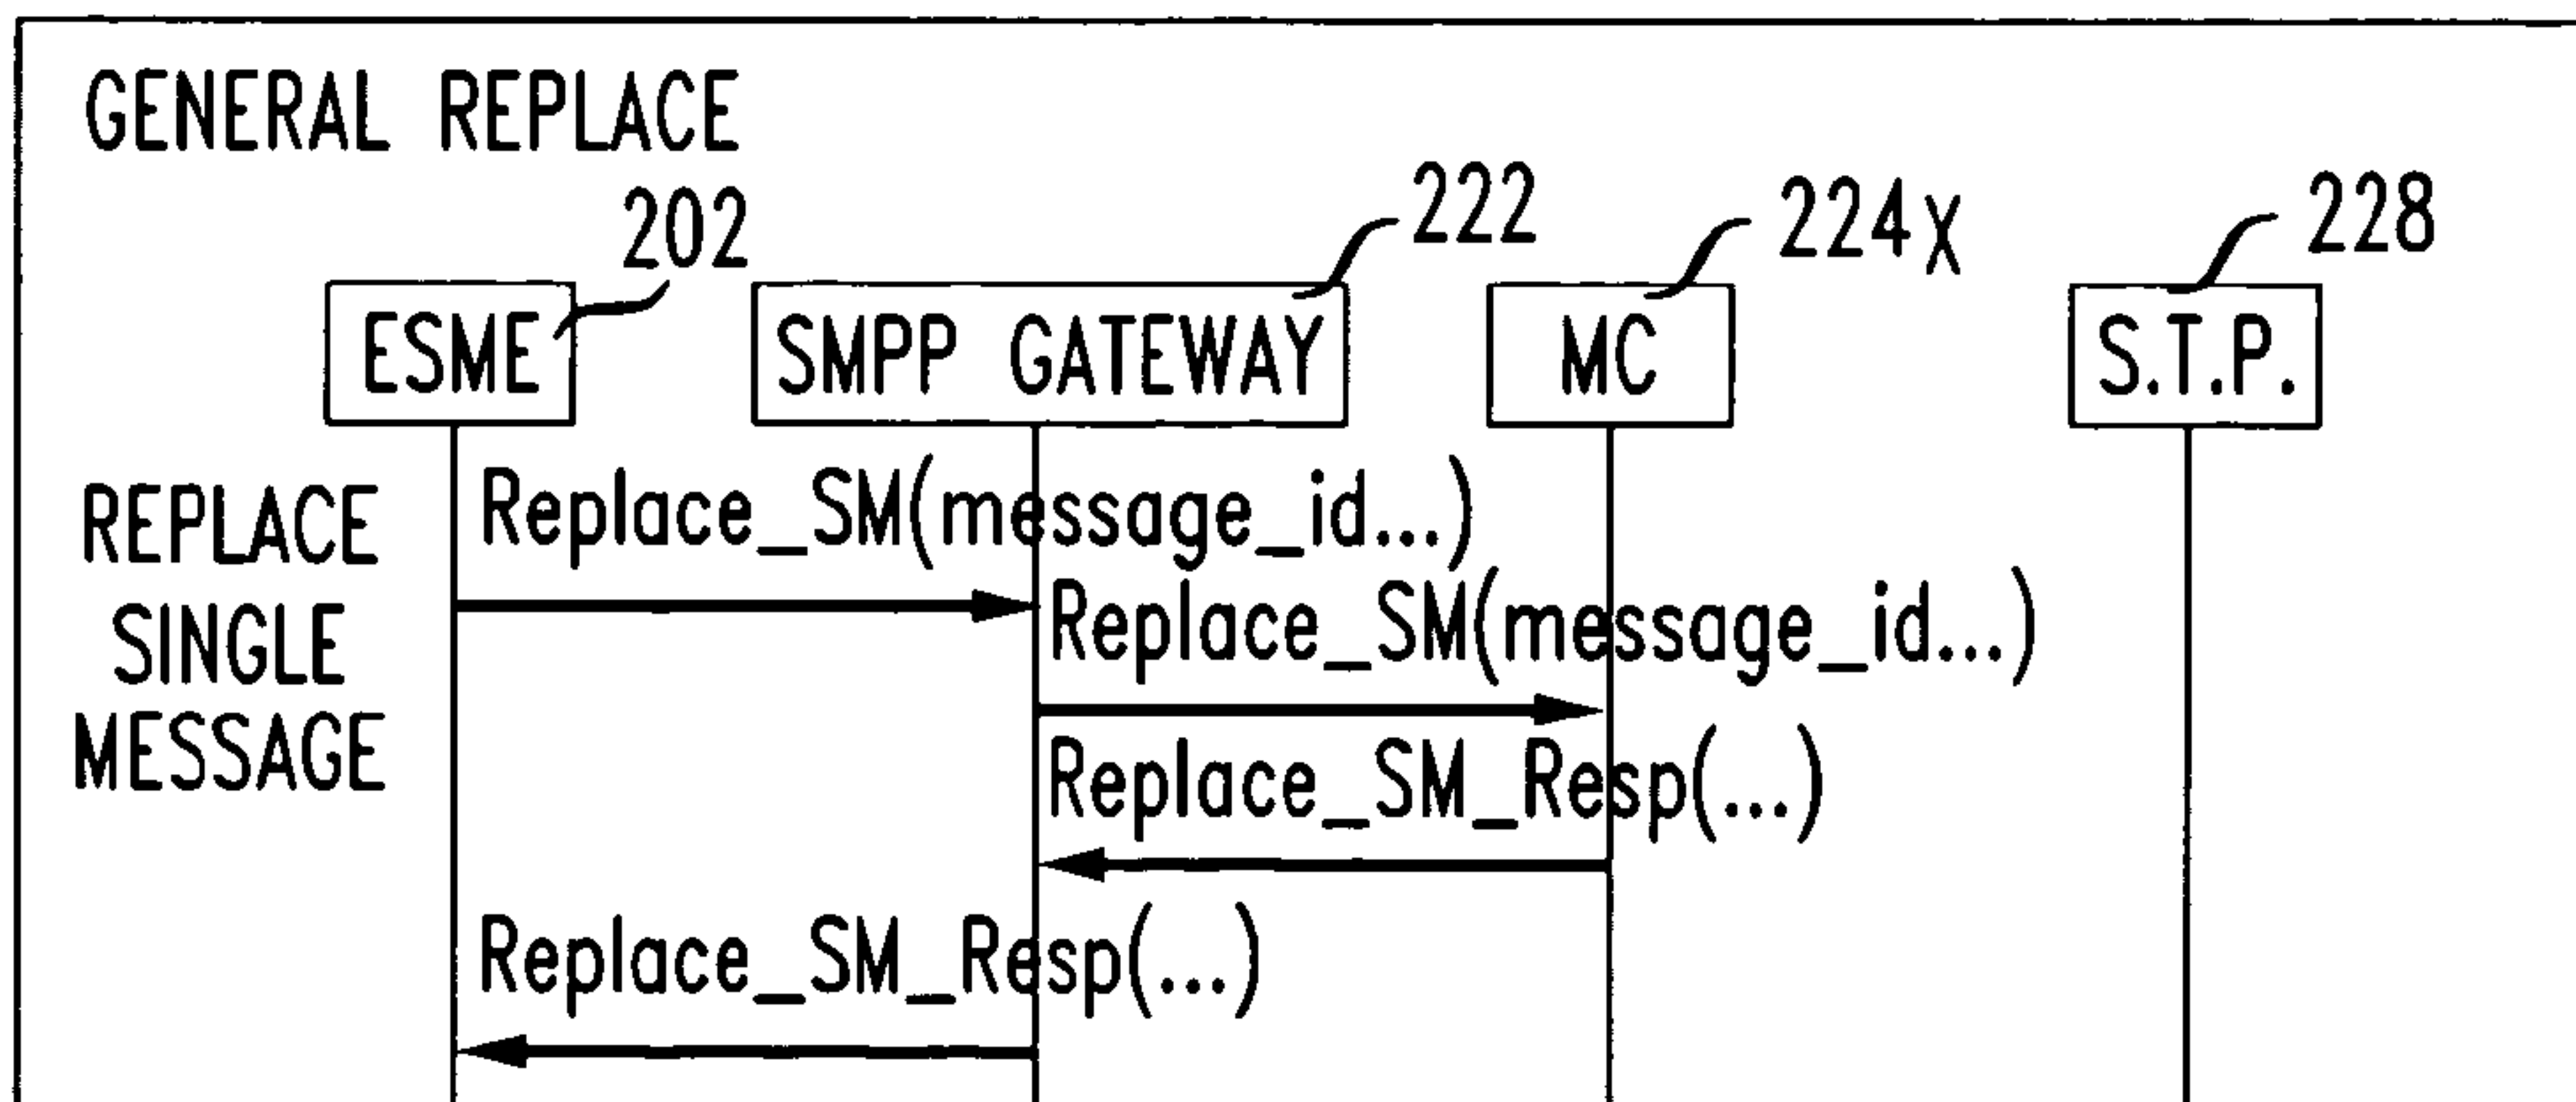 GENERAL REPLACE
202
222
224X
228
ESME
SMPP GATEWAY
MC
S.T.P.
REPLACE
SINGLE
MESSAGE
Replace_SM(message_id...)
Replace_SM(message_id...)
Replace_SM_Resp(...)
Replace_SM_Resp(...)